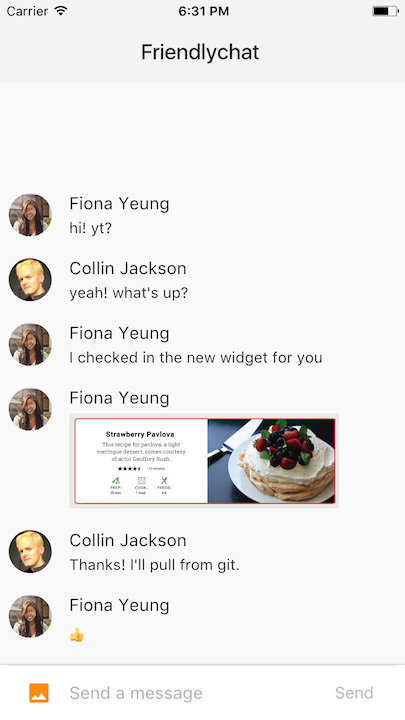 Carrier 6:31 PM
Friendlychat
Fiona Yeung
hi! yt?
Collin Jackson
yeah! what's up?
Fiona Yeung
I checked in the new widget for you
Fiona Yeung
Strawberry Pavlova
This recipe for pavlova, a light
meringue dessert, comes courtesy
of actor Geoffrey Rush.
170 reviews
PREP: COOK: FEEDS:
25 min 1 hour 4-6
Collin Jackson
Thanks! I'll pull from git.
Fiona Yeung
👍
Send a message Send